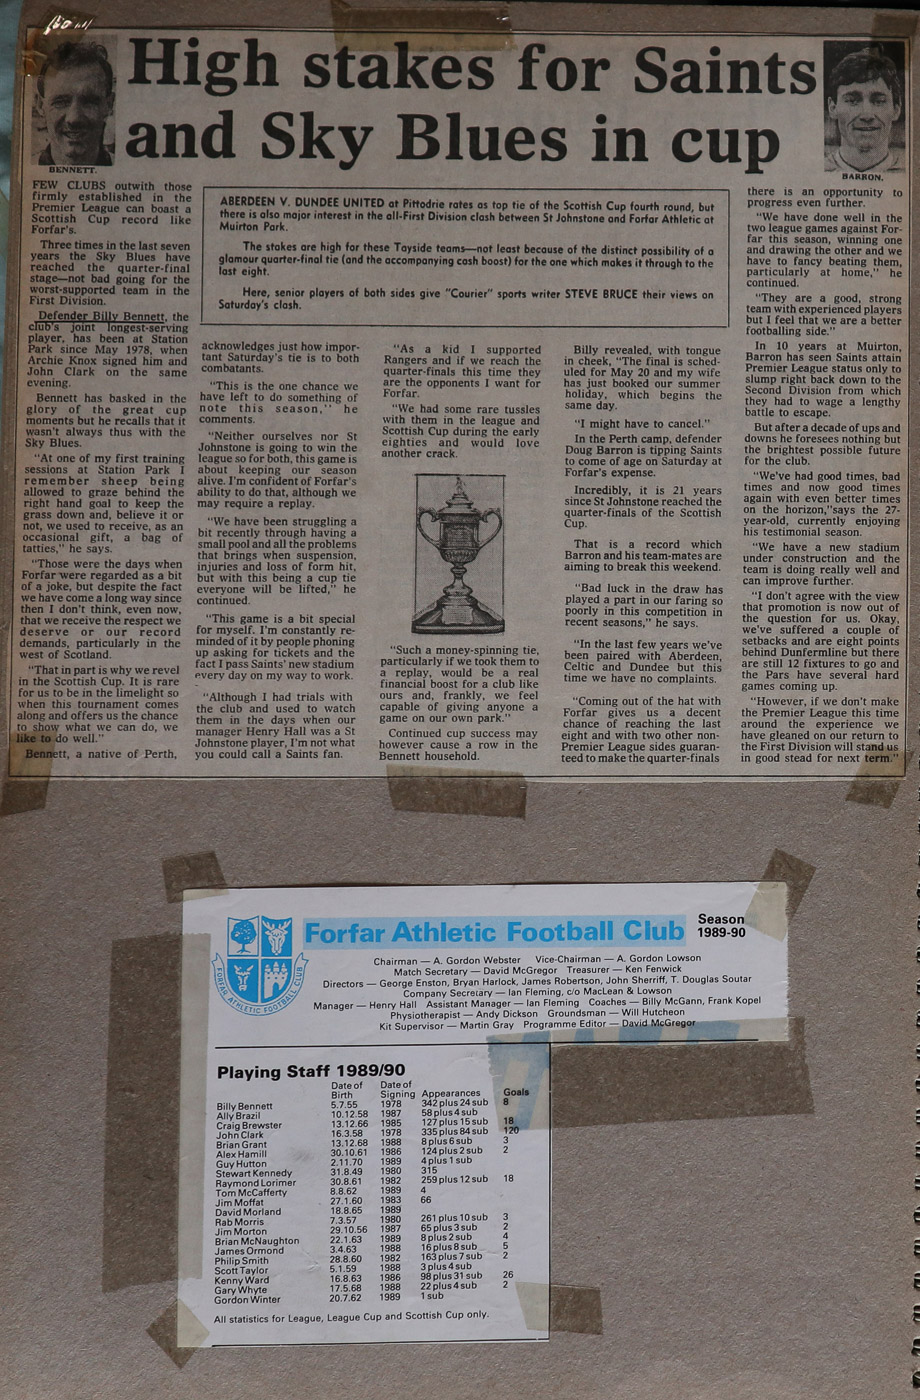 High stakes for Saints
and Sky Blues in cup
BENNETT.
BARRON.
ABERDEEN V. DUNDEE UNITED at Pittodrie rates as top tie of the Scottish Cup fourth round, but
there is also major interest in the all-First Division clash between St Johnstone and Forfar Athletic at
Muirton Park.
The stakes are high for these Tayside teams—not least because of the distinct possibility of a
glamour quarter-final tie (and the accompanying cash boost) for the one which makes it through to the
last eight.
Here, senior players of both sides give "Courier" sports writer STEVE BRUCE their views on
Saturday's clash.
FEW CLUBS outwith those
firmly established in the
Premier League can boast a
Scottish Cup record like
Forfar's.
Three times in the last seven
years the Sky Blues have
reached the quarter-final
stage—not bad going for the
worst-supported team in the
First Division.
Defender Billy Bennett, the
club's joint longest-serving
player, has been at Station
Park since May 1978, when
Archie Knox signed him and
John Clark on the same
evening.
Bennett has basked in the
glory of the great cup
moments but he recalls that it
wasn't always thus with the
Sky Blues.
"At one of my first training
sessions at Station Park I
remember sheep being
allowed to graze behind the
right hand goal to keep the
grass down and, believe it or
not, we used to receive, as an
occasional gift, a bag of
tatties," he says.
"Those were the days when
Forfar were regarded as a bit
of a joke, but despite the fact
we have come a long way since
then I don't think, even now,
that we receive the respect we
deserve or our record
demands, particularly in the
west of Scotland.
"That in part is why we revel
in the Scottish Cup. It is rare
for us to be in the limelight so
when this tournament comes
along and offers us the chance
to show what we can do, we
like to do well."
Bennett, a native of Perth,
acknowledges just how impor-
tant Saturday's tie is to both
combatants.
"This is the one chance we
have left to do something of
note this season," he
comments.
"Neither ourselves nor St
Johnstone is going to win the
league so for both, this game is
about keeping our season
alive. I'm confident of Forfar's
ability to do that, although we
may require a replay.
"We have been struggling a
bit recently through having a
small pool and all the problems
that brings when suspension,
injuries and loss of form hit,
but with this being a cup tie
everyone will be lifted," he
continued.
"This game is a bit special
for myself. I'm constantly re-
minded of it by people phoning
up asking for tickets and the
fact I pass Saints' new stadium
every day on my way to work.
"Although I had trials with
the club and used to watch
them in the days when our
manager Henry Hall was a St
Johnstone player, I'm not what
you could call a Saints fan.
"As a kid I supported
Rangers and if we reach the
quarter-finals this time they
are the opponents I want for
Forfar.
"We had some rare tussles
with them in the league and
Scottish Cup during the early
eighties and would love
another crack.
"Such a money-spinning tie,
particularly if we took them to
a replay, would be a real
financial boost for a club like
ours and, frankly, we feel
capable of giving anyone a
game on our own park."
Continued cup success may
however cause a row in the
Bennett household.
Billy revealed, with tongue
in cheek, "The final is sched-
uled for May 20 and my wife
has just booked our summer
holiday, which begins the
same day.
"I might have to cancel."
In the Perth camp, defender
Doug Barron is tipping Saints
to come of age on Saturday at
Forfar's expense.
Incredibly, it is 21 years
since St Johnstone reached the
quarter-finals of the Scottish
Cup.
That is a record which
Barron and his team-mates are
aiming to break this weekend.
"Bad luck in the draw has
played a part in our faring so
poorly in this competition in
recent seasons," he says.
"In the last few years we've
been paired with Aberdeen,
Celtic and Dundee but this
time we have no complaints.
"Coming out of the hat with
Forfar gives us a decent
chance of reaching the last
eight and with two other non-
Premier League sides guaran-
teed to make the quarter-finals
there is an opportunity to
progress even further.
"We have done well in the
two league games against For-
far this season, winning one
and drawing the other and we
have to fancy beating them,
particularly at home," he
continued.
"They are a good, strong
team with experienced players
but I feel that we are a better
footballing side."
In 10 years at Muirton,
Barron has seen Saints attain
Premier League status only to
slump right back down to the
Second Division from which
they had to wage a lengthy
battle to escape.
But after a decade of ups and
downs he foresees nothing but
the brightest possible future
for the club.
"We've had good times, bad
times and now good times
again with even better times
on the horizon,"says the 27-
year-old, currently enjoying
his testimonial season.
"We have a new stadium
under construction and the
team is doing really well and
can improve further.
"I don't agree with the view
that promotion is now out of
the question for us. Okay,
we've suffered a couple of
setbacks and are eight points
behind Dunfermline but there
are still 12 fixtures to go and
the Pars have several hard
games coming up.
"However, if we don't make
the Premier League this time
around the experience we
have gleaned on our return to
the First Division will stand us
in good stead for next term."
FORFAR ATHLETIC FOOTBALL CLUB
Forfar Athletic Football Club
Season
1989-90
Chairman — A. Gordon Webster Vice-Chairman — A. Gordon Lowson
Match Secretary — David McGregor Treasurer — Ken Fenwick
Directors — George Enston, Bryan Harlock, James Robertson, John Sherriff, T. Douglas Soutar
Company Secretary — Ian Fleming, c/o MacLean & Lowson
Manager — Henry Hall Assistant Manager — Ian Fleming Coaches — Billy McGann, Frank Kopel
Physiotherapist — Andy Dickson Groundsman — Will Hutcheon
Kit Supervisor — Martin Gray Programme Editor — David McGregor
Playing Staff 1989/90
Date of Birth Date of Signing Appearances Goals
Billy Bennett 5.7.55 1978 342 plus 24 sub 8
Ally Brazil 10.12.58 1987 58 plus 4 sub
Craig Brewster 13.12.66 1985 127 plus 15 sub 18
John Clark 16.3.58 1978 335 plus 84 sub 120
Brian Grant 13.12.68 1988 8 plus 6 sub 3
Alex Hamill 30.10.61 1986 124 plus 2 sub 2
Guy Hutton 2.11.70 1989 4 plus 1 sub
Stewart Kennedy 31.8.49 1980 315
Raymond Lorimer 30.8.61 1982 259 plus 12 sub 18
Tom McCafferty 8.8.62 1989 4
Jim Moffat 27.1.60 1983 66
David Morland 18.8.65 1989
Rab Morris 7.3.57 1980 261 plus 10 sub 3
Jim Morton 29.10.56 1987 65 plus 3 sub 2
Brian McNaughton 22.1.63 1989 8 plus 2 sub 4
James Ormond 3.4.63 1988 16 plus 8 sub 5
Philip Smith 28.8.60 1982 163 plus 7 sub 2
Scott Taylor 5.1.59 1988 3 plus 4 sub
Kenny Ward 16.8.63 1986 98 plus 31 sub 26
Gary Whyte 17.5.68 1988 22 plus 4 sub 2
Gordon Winter 20.7.62 1989 1 sub
All statistics for League, League Cup and Scottish Cup only.